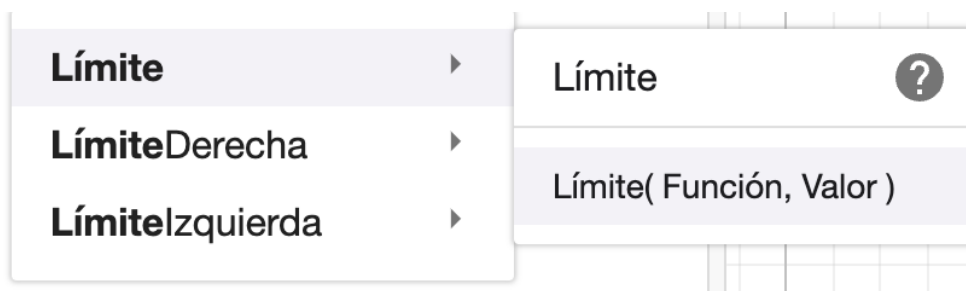 Límite
LímiteDerecha
LímiteIzquierda
Límite
?
Límite( Función, Valor )